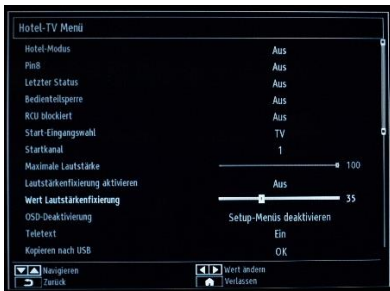 Hotel-TV Menü
Hotel-Modus Aus
Pin8 Aus
Letzter Status Aus
Bedienteilsperre Aus
RCU blockiert Aus
Start-Eingangswahl TV
Startkanal 1
Maximale Lautstärke 100
Lautstärkenfixierung aktivieren Aus
Wert Lautstärkenfixierung 35
OSD-Deaktivierung Setup-Menüs deaktivieren
Teletext Ein
Kopieren nach USB OK
Navigieren Wert ändern
Zurück Verlassen